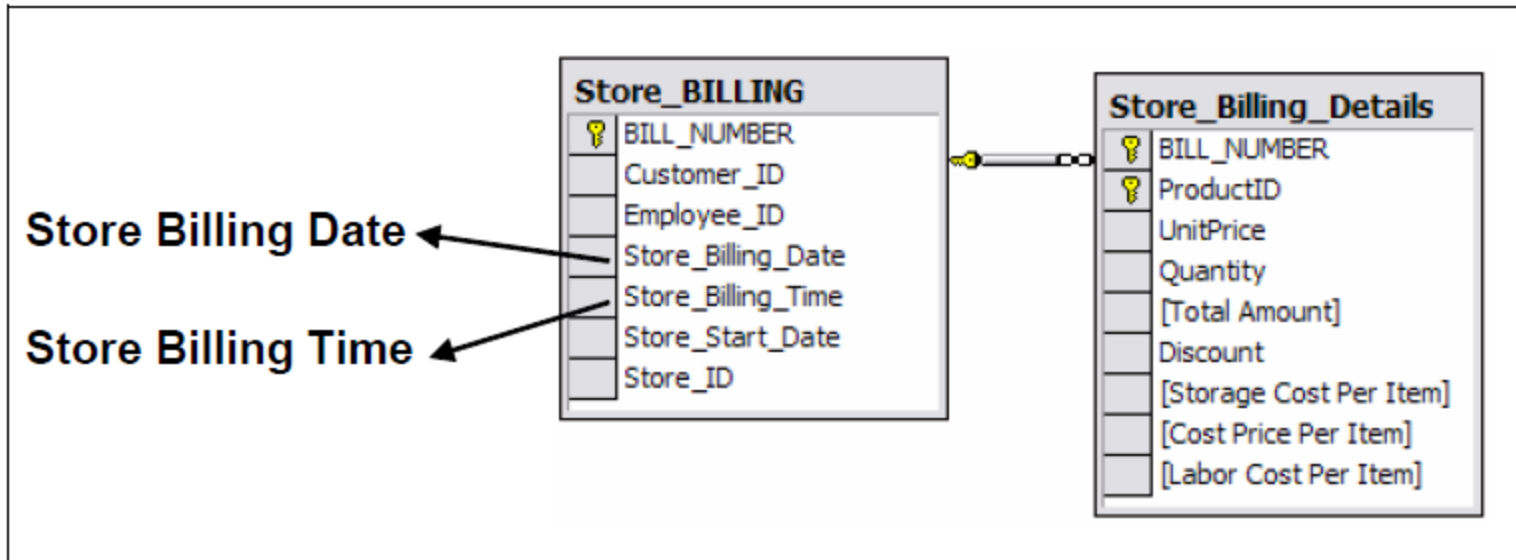 Store Billing Date
Store Billing Time
Store_BILLING
BILL_NUMBER
Customer_ID
Employee_ID
Store_Billing_Date
Store_Billing_Time
Store_Start_Date
Store_ID
Store_Billing_Details
BILL_NUMBER
ProductID
UnitPrice
Quantity
[Total Amount]
Discount
[Storage Cost Per Item]
[Cost Price Per Item]
[Labor Cost Per Item]